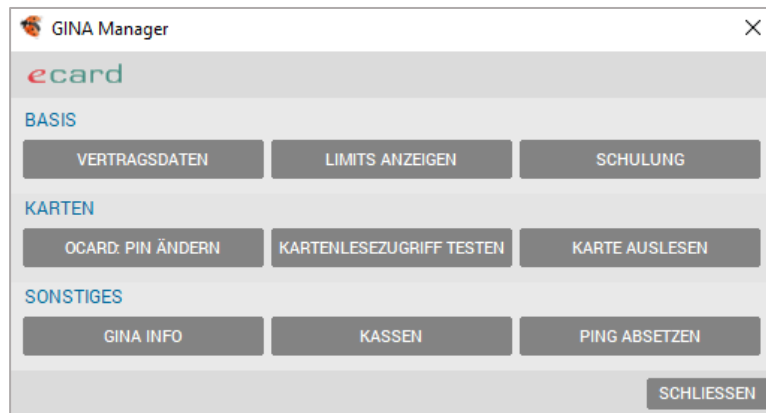 GINA Manager
ecard
BASIS
VERTRAGSDATEN LIMITS ANZEIGEN SCHULUNG
KARTEN
OCARD: PIN ÄNDERN KARTENLESEZUGRIFF TESTEN KARTE AUSLESEN
SONSTIGES
GINA INFO KASSEN PING ABSETZEN
SCHLIESSEN